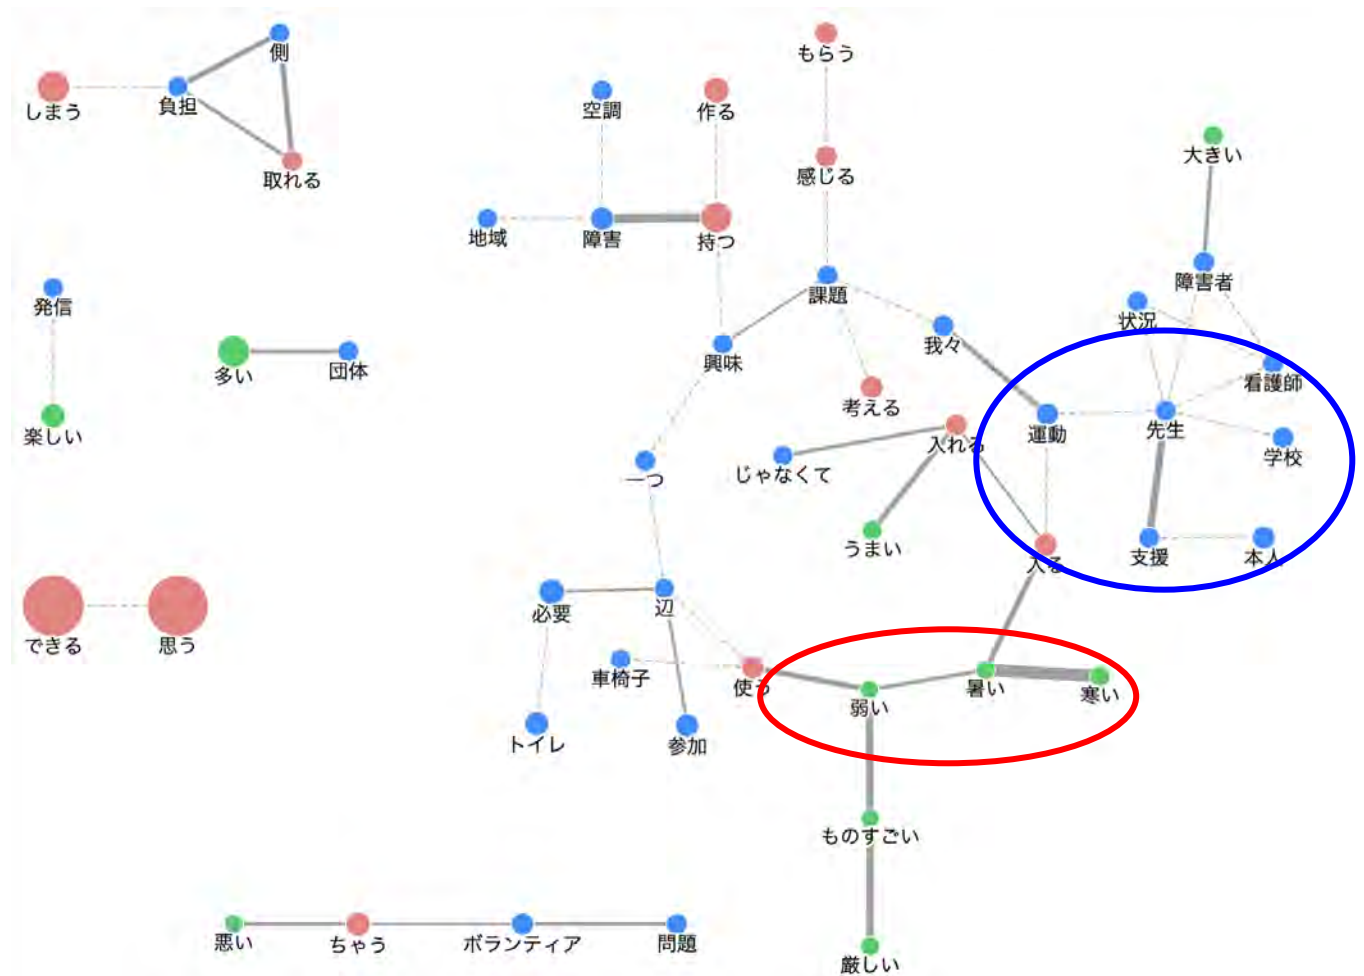 もらう
側
しまう
負担
空調
作る
大きい
取れる
感じる
地域
障害
持つ
障害者
課題
発信
状況
我々
興味
多い
団体
看護師
考える
楽しい
入れる
運動
先生
学校
じゃなくて
一つ
うまい
入る
支援
本人
必要
辺
できる
思う
車椅子
使う
弱い
暑い
寒い
トイレ
参加
ものすごい
悪い
ちゃう
ボランティア
問題
厳しい